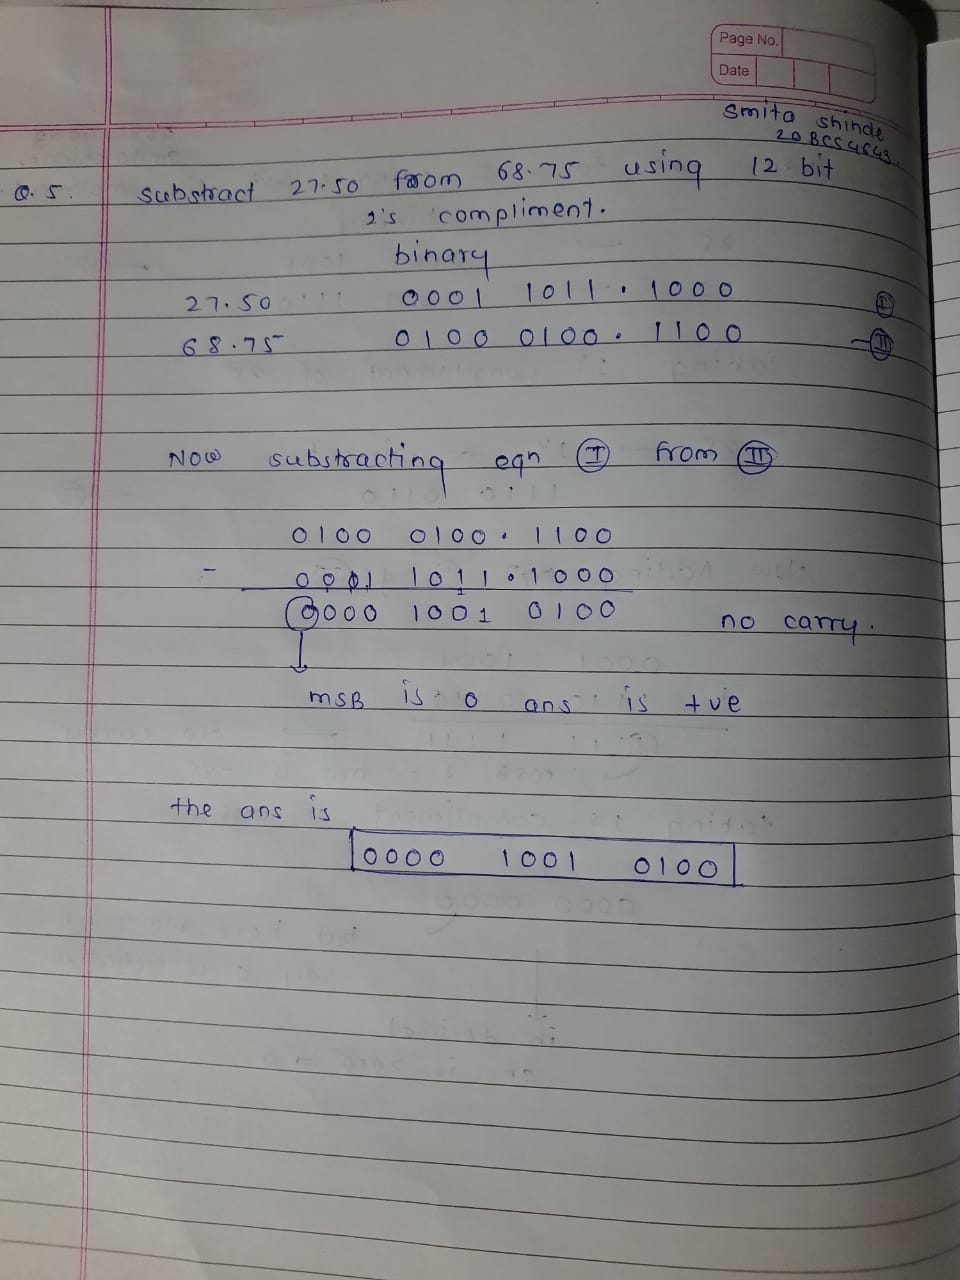 Page No.
Date
Smita Shinde
20BCS4643.
Q. 5. substract 27.50 from 68.75 using 12 bit
2's compliment.
binary
27.50 0001 1011 . 1000 I
68.75 0100 0100 . 1100 - II
Now substracting eqn I from II
0100 0100 . 1100
- 0001 1011 . 1000
0000 1001 0100 no carry.
MSB is 0 ans is +ve
the ans is
0000 1001 0100